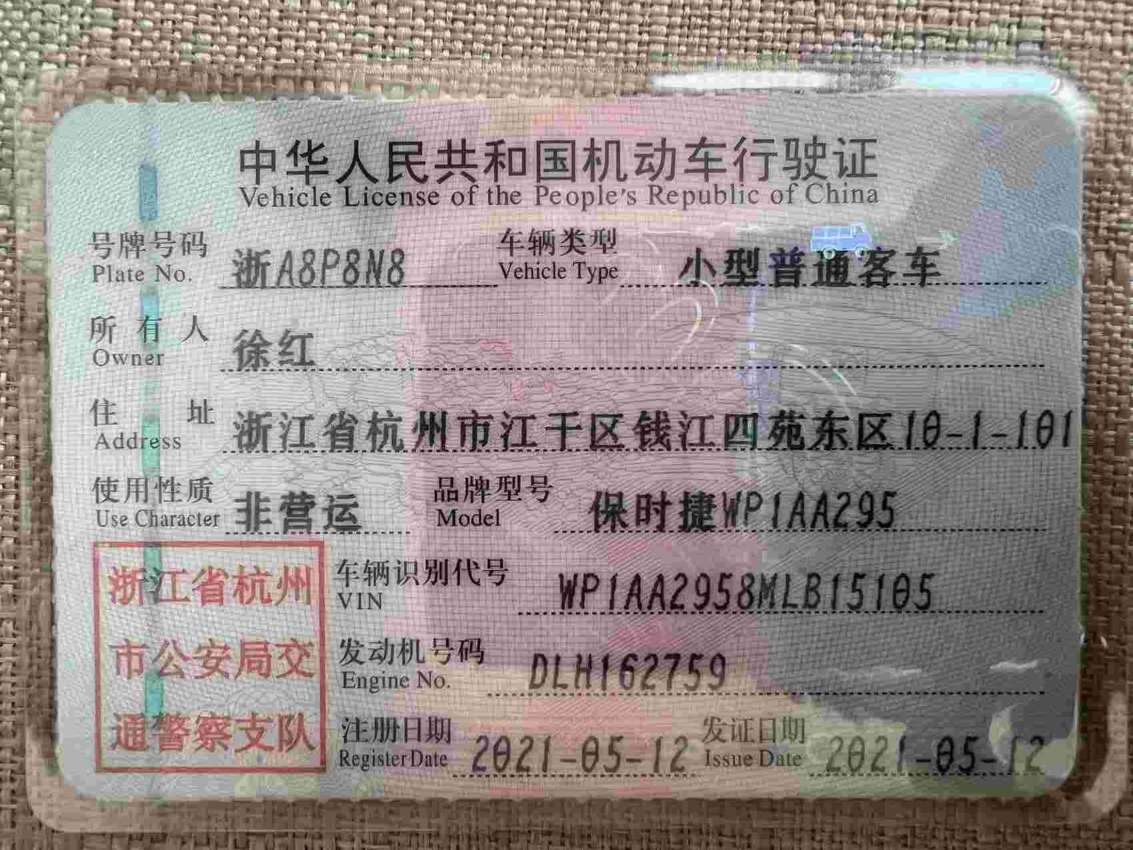 中华人民共和国机动车行驶证
Vehicle License of the People's Republic of China
号牌号码 浙A8P8N8 车辆类型 小型普通客车
Plate No. Vehicle Type
所有人 徐红
Owner
住址 浙江省杭州市江干区钱江四苑东区10-1-101
Address
使用性质 非营运 品牌型号 保时捷WP1AA295
Use Character Model
浙江省杭州 车辆识别代号 WP1AA2958MLB15105
VIN
市公安局交 发动机号码 DLH162759
Engine No.
通警察支队 注册日期 2021-05-12 发证日期 2021-05-12
Register Date Issue Date